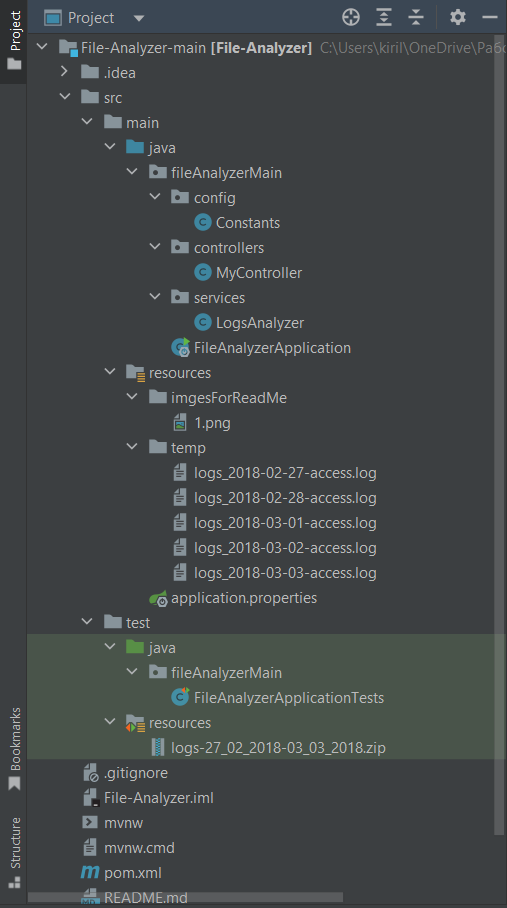 Project
Project
File-Analyzer-main [File-Analyzer] C:\Users\kiril\OneDrive\Рабо
.idea
src
main
java
fileAnalyzerMain
config
Constants
controllers
MyController
services
LogsAnalyzer
FileAnalyzerApplication
resources
imgesForReadMe
1.png
temp
logs_2018-02-27-access.log
logs_2018-02-28-access.log
logs_2018-03-01-access.log
logs_2018-03-02-access.log
logs_2018-03-03-access.log
application.properties
test
java
fileAnalyzerMain
FileAnalyzerApplicationTests
resources
logs-27_02_2018-03_03_2018.zip
.gitignore
File-Analyzer.iml
mvnw
mvnw.cmd
pom.xml
README.md
Bookmarks
Structure